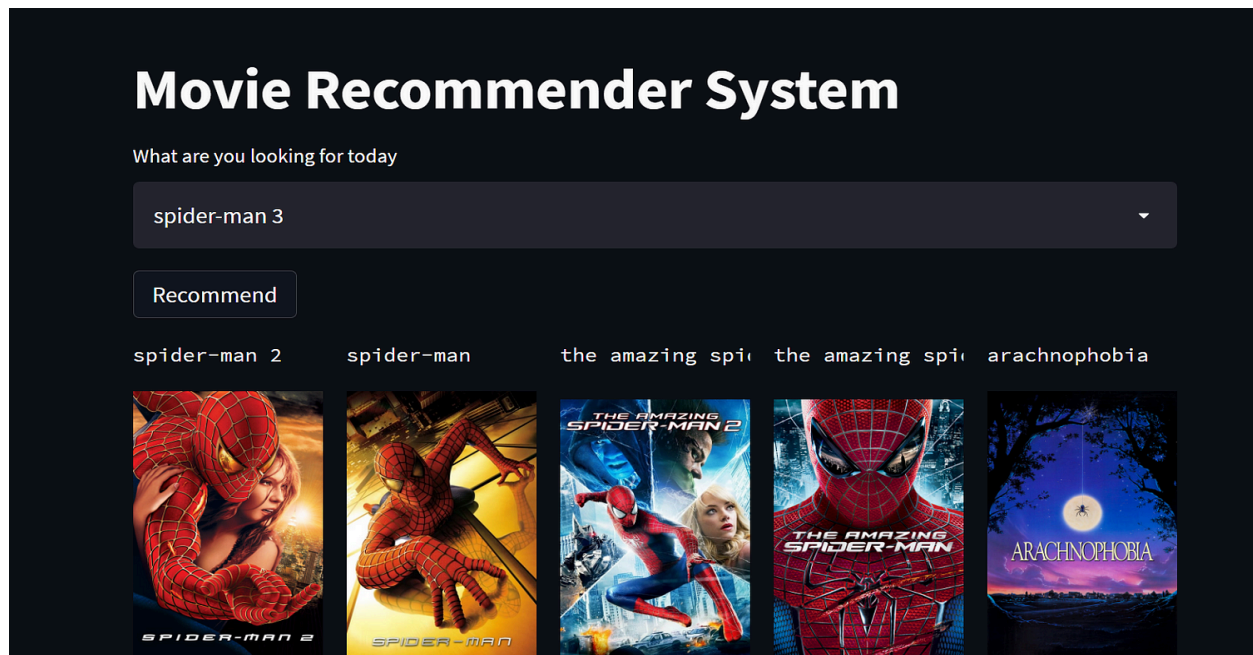 Movie Recommender System
What are you looking for today
spider-man 3
Recommend
spider-man 2
spider-man
the amazing spi
the amazing spi
arachnophobia
SPIDER-MAN 2
SPIDER-MAN
THE AMAZING
SPIDER-MAN 2
THE AMAZING
SPIDER-MAN
ARACHNOPHOBIA